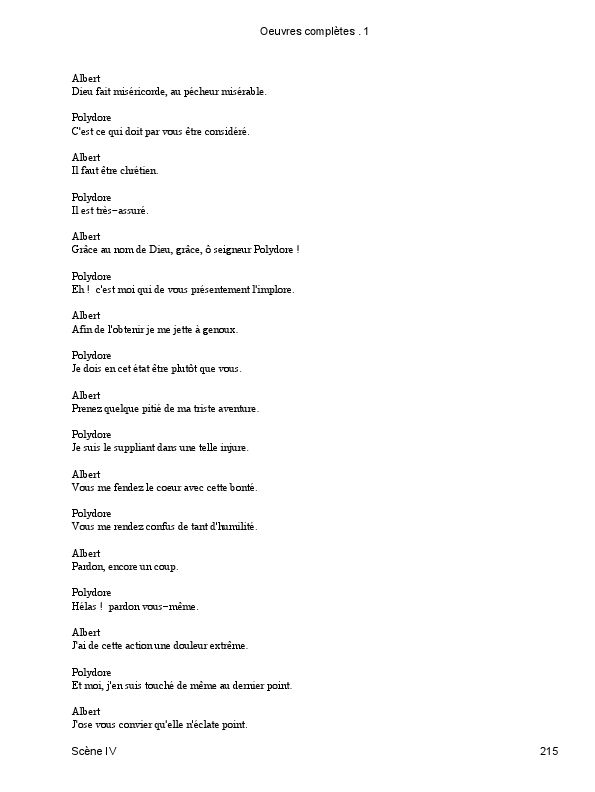 Oeuvres complètes . 1
Albert
Dieu fait miséricorde, au pécheur misérable.
Polydore
C'est ce qui doit par vous être considéré.
Albert
Il faut être chrétien.
Polydore
Il est très−assuré.
Albert
Grâce au nom de Dieu, grâce, ô seigneur Polydore !
Polydore
Eh !  c'est moi qui de vous présentement l'implore.
Albert
Afin de l'obtenir je me jette à genoux.
Polydore
Je dois en cet état être plutôt que vous.
Albert
Prenez quelque pitié de ma triste aventure.
Polydore
Je suis le suppliant dans une telle injure.
Albert
Vous me fendez le coeur avec cette bonté.
Polydore
Vous me rendez confus de tant d'humilité.
Albert
Pardon, encore un coup.
Polydore
Hélas !  pardon vous−même.
Albert
J'ai de cette action une douleur extrême.
Polydore
Et moi, j'en suis touché de même au dernier point.
Albert
J'ose vous convier qu'elle n'éclate point.
Scène IV 215